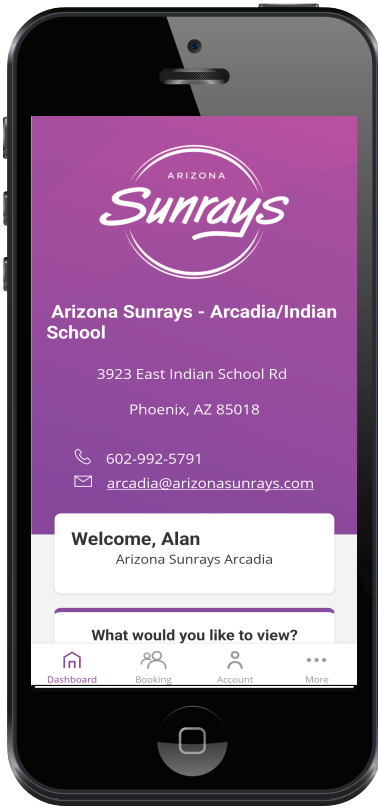 ARIZONA
Sunrays
Arizona Sunrays - Arcadia/Indian
School
3923 East Indian School Rd
Phoenix, AZ 85018
602-992-5791
arcadia@arizonasunrays.com
Welcome, Alan
Arizona Sunrays Arcadia
What would you like to view?
Dashboard Booking Account More